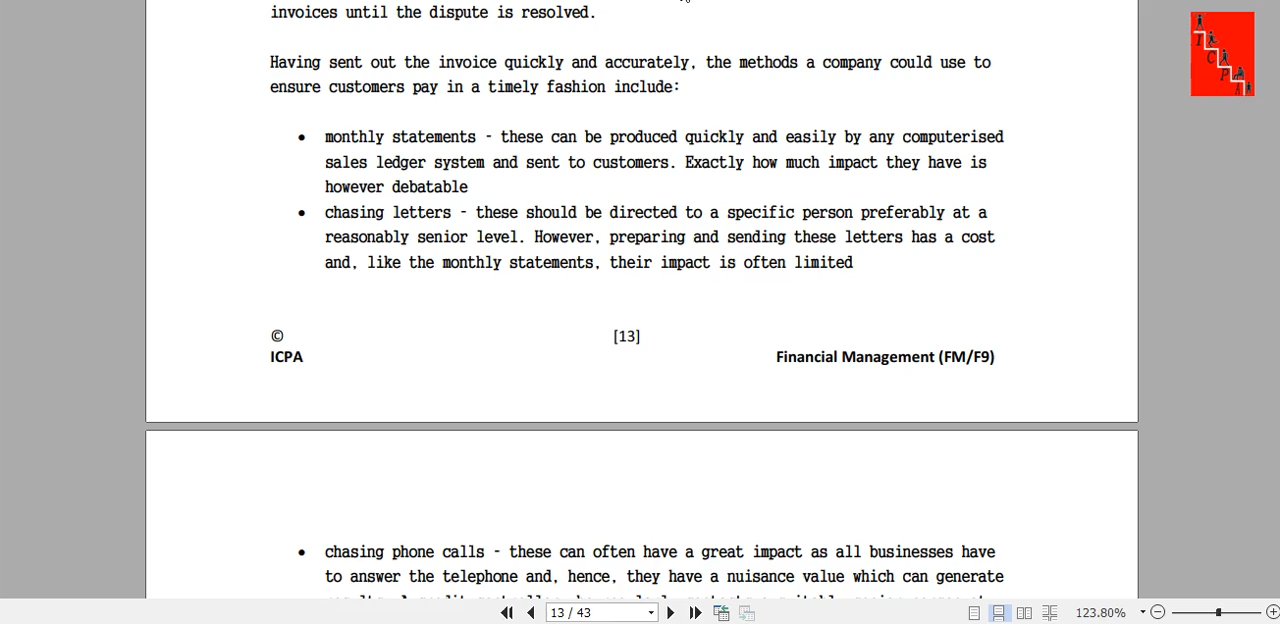 invoices until the dispute is resolved.
Having sent out the invoice quickly and accurately, the methods a company could use to
ensure customers pay in a timely fashion include:
• monthly statements - these can be produced quickly and easily by any computerised
sales ledger system and sent to customers. Exactly how much impact they have is
however debatable
• chasing letters - these should be directed to a specific person preferably at a
reasonably senior level. However, preparing and sending these letters has a cost
and, like the monthly statements, their impact is often limited
© [13]
ICPA Financial Management (FM/F9)
• chasing phone calls - these can often have a great impact as all businesses have
to answer the telephone and, hence, they have a nuisance value which can generate
13 / 43 123.80%
I
C
P
A